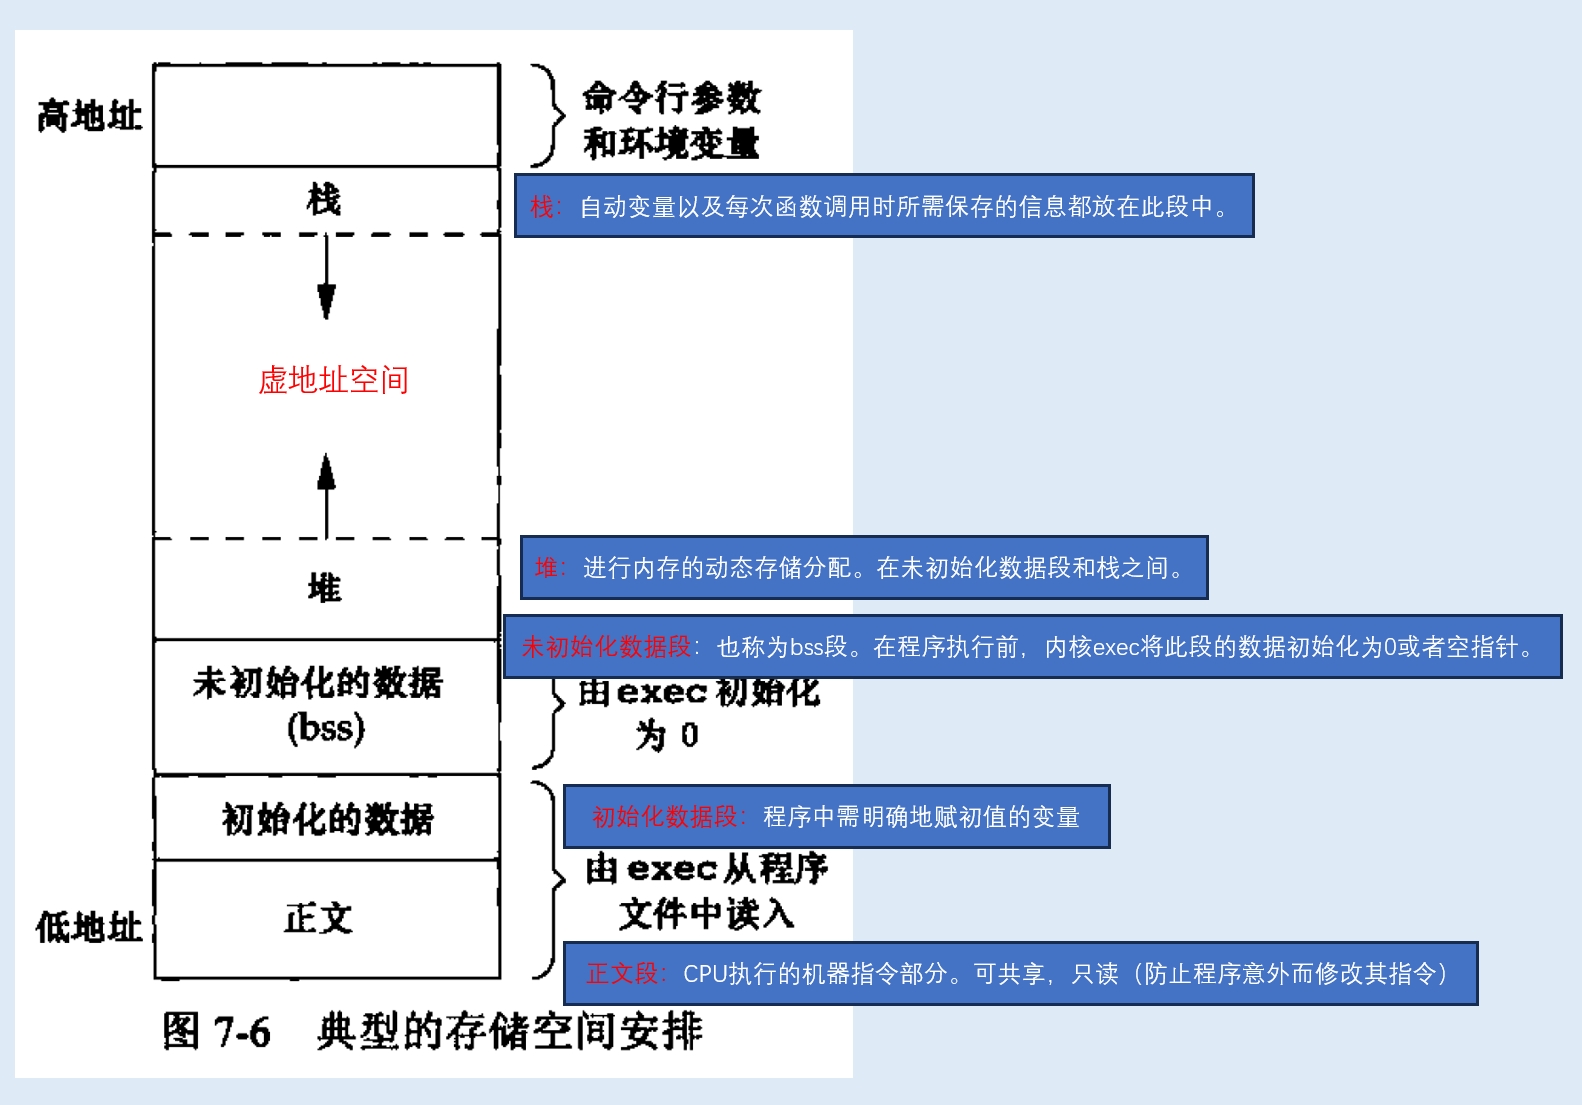 高地址
命令行参数
和环境变量
栈
栈：自动变量以及每次函数调用时所需保存的信息都放在此段中。
虚地址空间
堆：进行内存的动态存储分配。在未初始化数据段和栈之间。
堆
未初始化数据段：也称为bss段。在程序执行前，内核exec将此段的数据初始化为0或者空指针。
未初始化的数据
(bss)
由exec初始化
为 0
初始化的数据
初始化数据段：程序中需明确地赋初值的变量
由exec从程序
文件中读入
低地址
正文
正文段：CPU执行的机器指令部分。可共享，只读（防止程序意外而修改其指令）
图 7-6 典型的存储空间安排